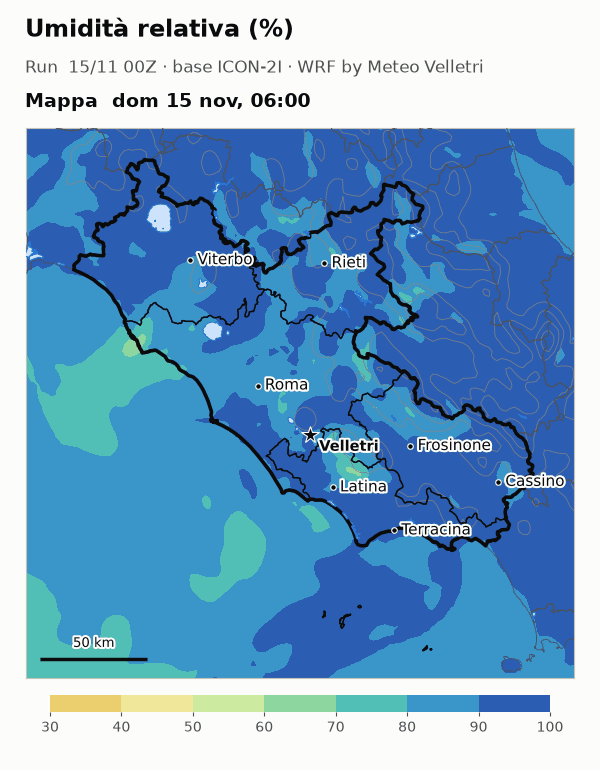 Umidità relativa (%)
Run  15/11 00Z · base ICON-2I · WRF by Meteo Velletri
Mappa  dom 15 nov, 06:00
Viterbo
Rieti
Roma
Velletri
Frosinone
Cassino
Latina
Terracina
50 km
30 40 50 60 70 80 90 100